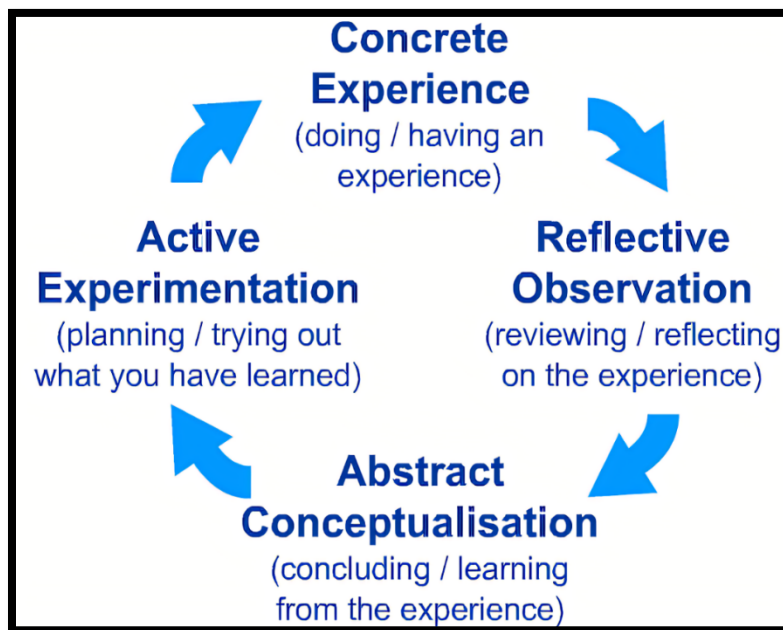 Concrete
Experience
(doing / having an
experience)
Reflective
Observation
(reviewing / reflecting
on the experience)
Abstract
Conceptualisation
(concluding / learning
from the experience)
Active
Experimentation
(planning / trying out
what you have learned)